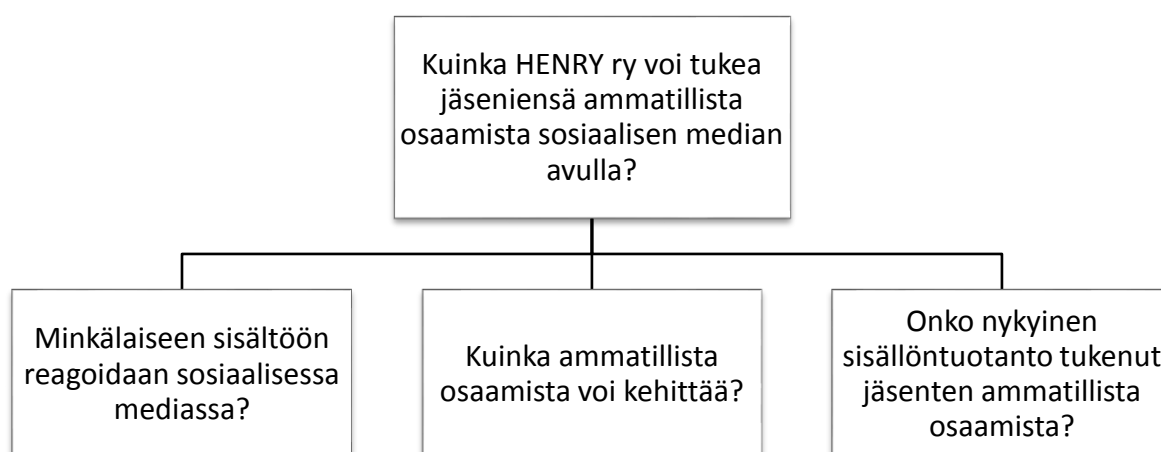 Kuinka HENRY ry voi tukea
jäseniensä ammatillista
osaamista sosiaalisen median
avulla?
Minkälaiseen sisältöön
reagoidaan sosiaalisessa
mediassa?
Kuinka ammatillista
osaamista voi kehittää?
Onko nykyinen
sisällöntuotanto tukenut
jäsenten ammatillista
osaamista?